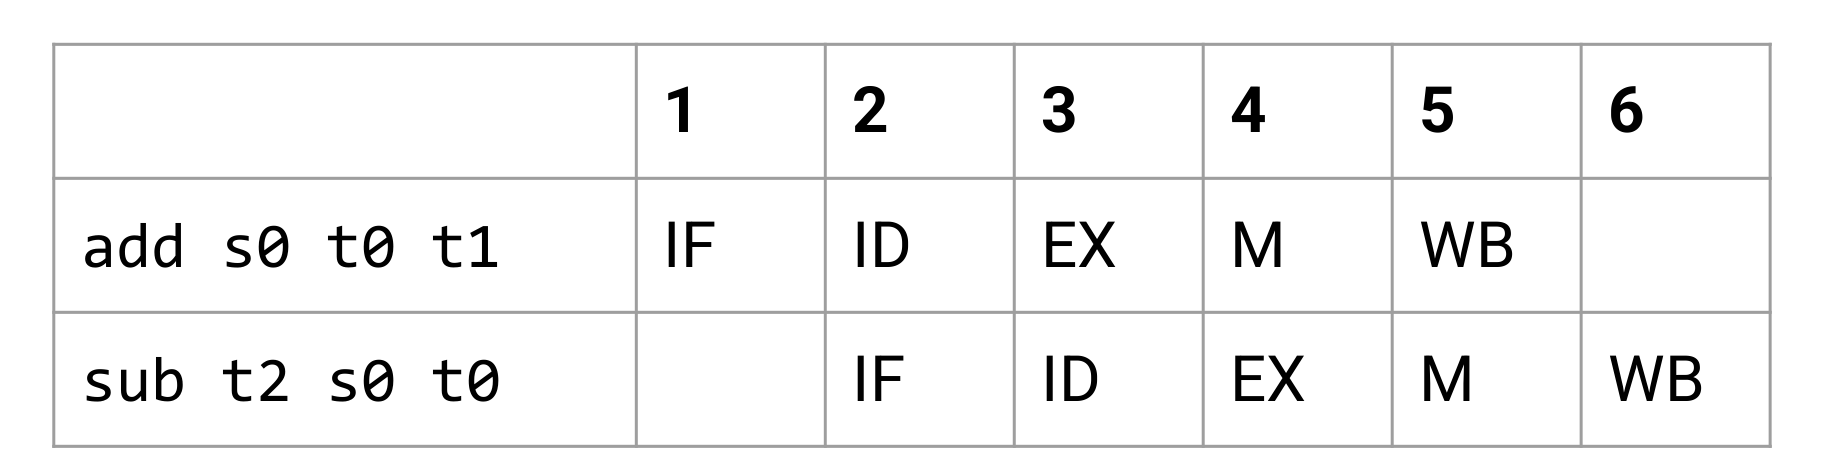 1 2 3 4 5 6
add s0 t0 t1 IF ID EX M WB
sub t2 s0 t0 IF ID EX M WB